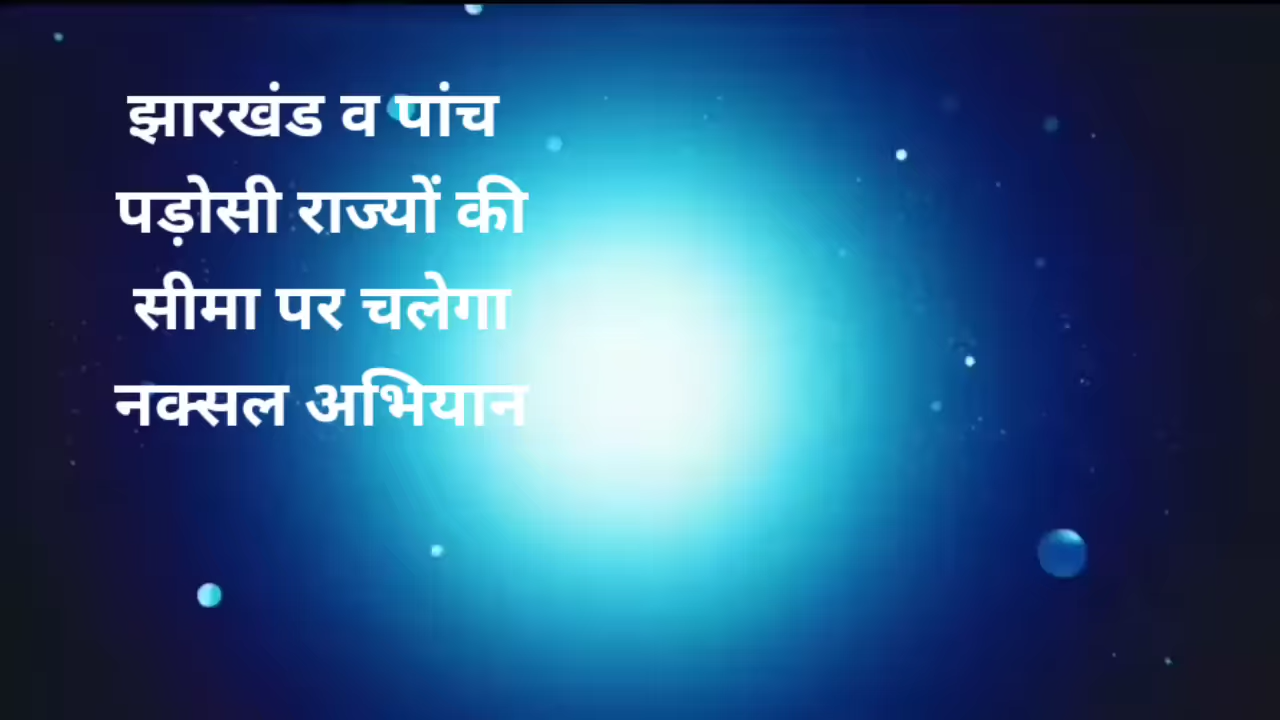 झारखंड व पांच
पड़ोसी राज्यों की
सीमा पर चलेगा
नक्सल अभियान